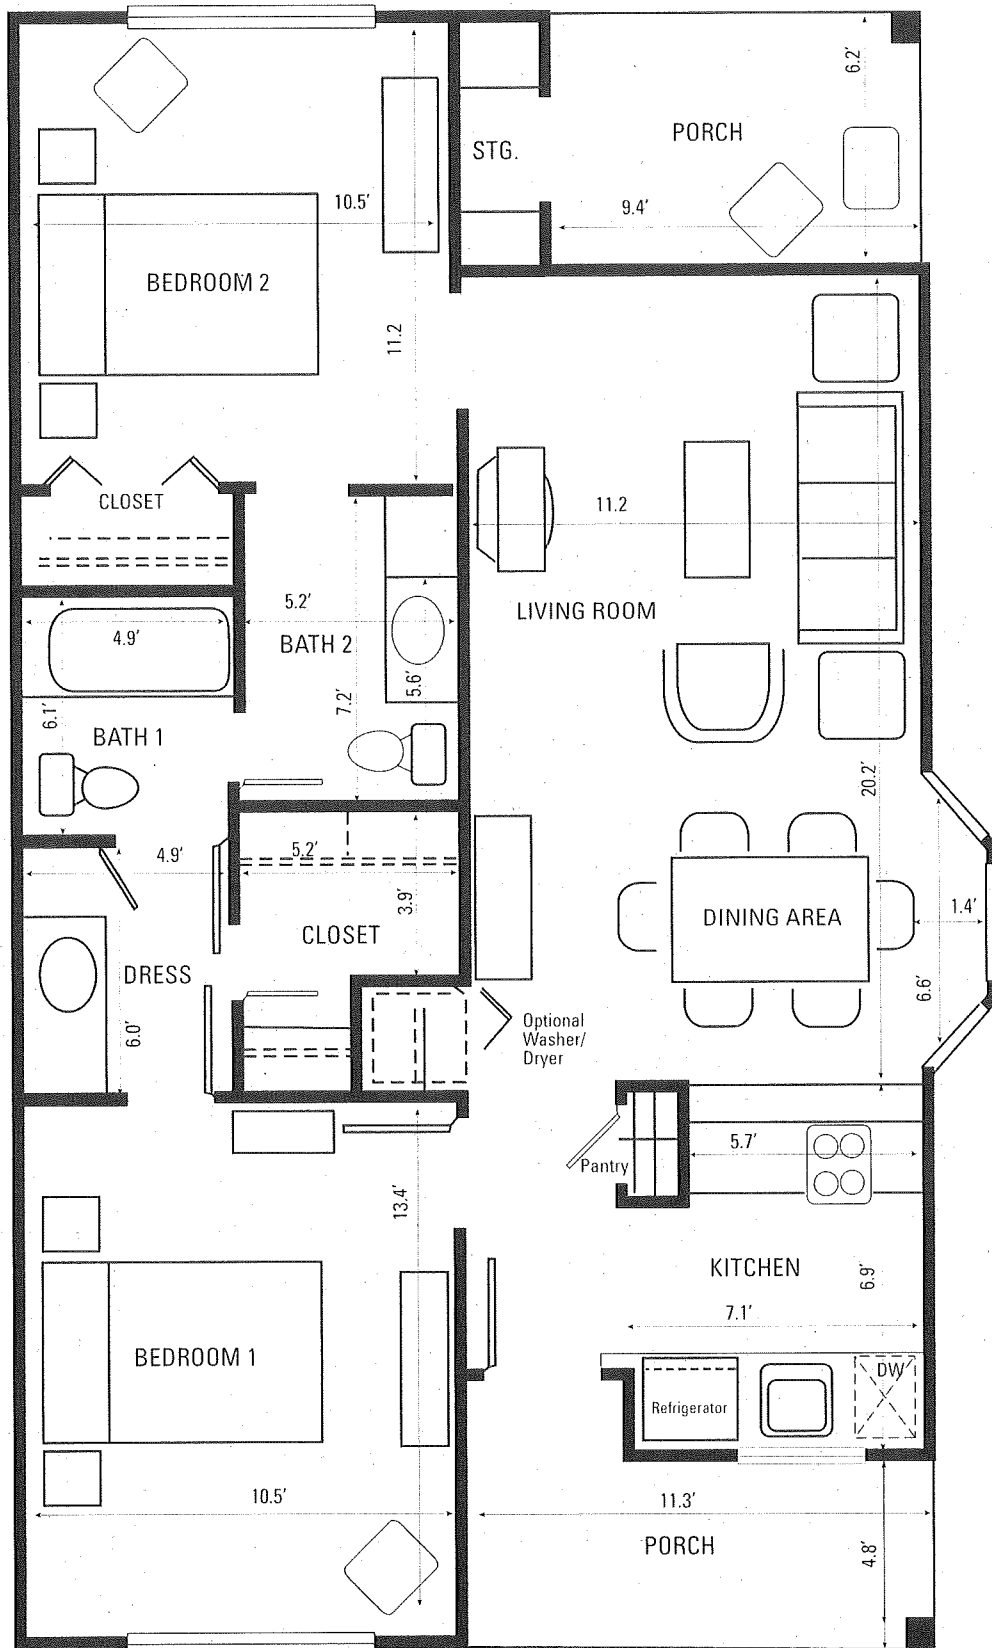 6.2'
PORCH
STG.
10.5'
9.4'
BEDROOM 2
11.2
CLOSET
11.2
5.2'
LIVING ROOM
4.9'
BATH 2
5.6'
7.2'
6.1'
BATH 1
20.2'
4.9'
5.2'
3.9'
1.4'
DINING AREA
CLOSET
DRESS
6.6'
6.0'
Optional
Washer/
Dryer
5.7'
Pantry
13.4'
KITCHEN
6.9'
7.1'
BEDROOM 1
DW
Refrigerator
10.5'
11.3'
PORCH
4.8'